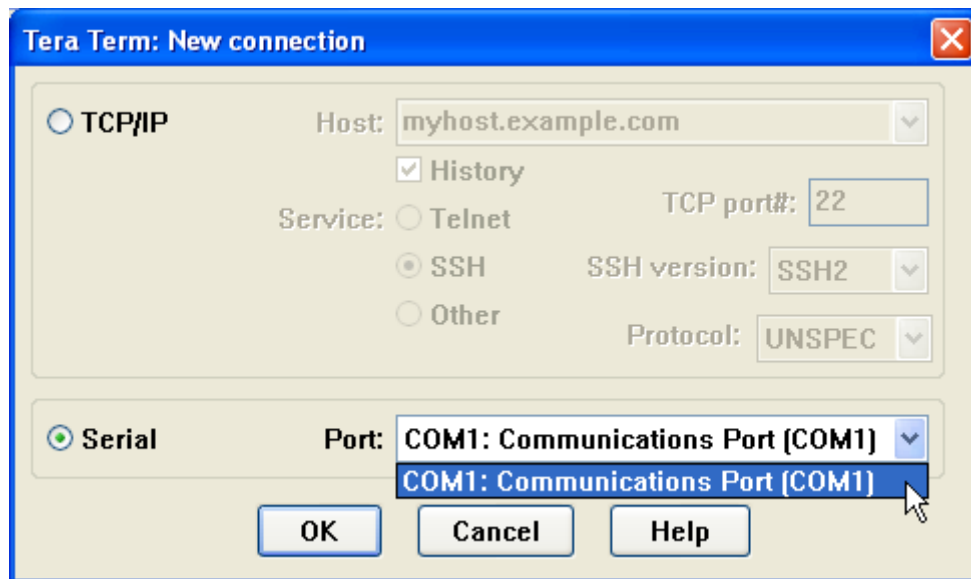 Tera Term: New connection
TCP/IP Host: myhost.example.com
History
Service: Telnet TCP port#: 22
SSH SSH version: SSH2
Other Protocol: UNSPEC
Serial Port: COM1: Communications Port (COM1)
COM1: Communications Port (COM1)
OK Cancel Help